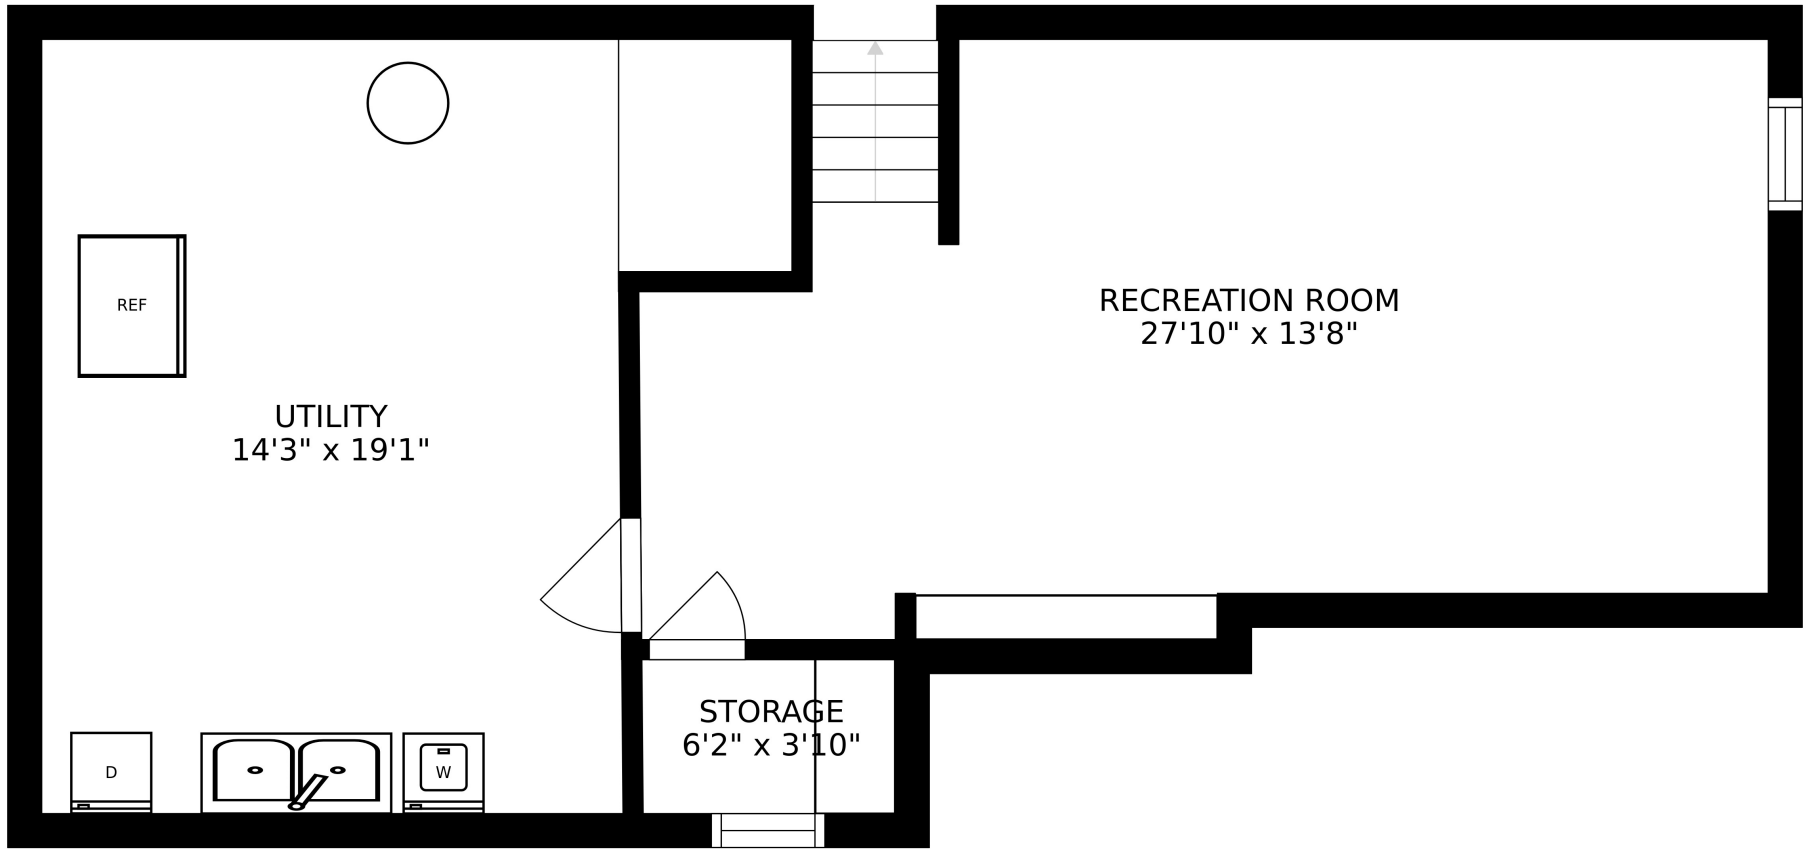 REF
RECREATION ROOM
27'10" x 13'8"
UTILITY
14'3" x 19'1"
STORAGE
6'2" x 3'10"
D
W